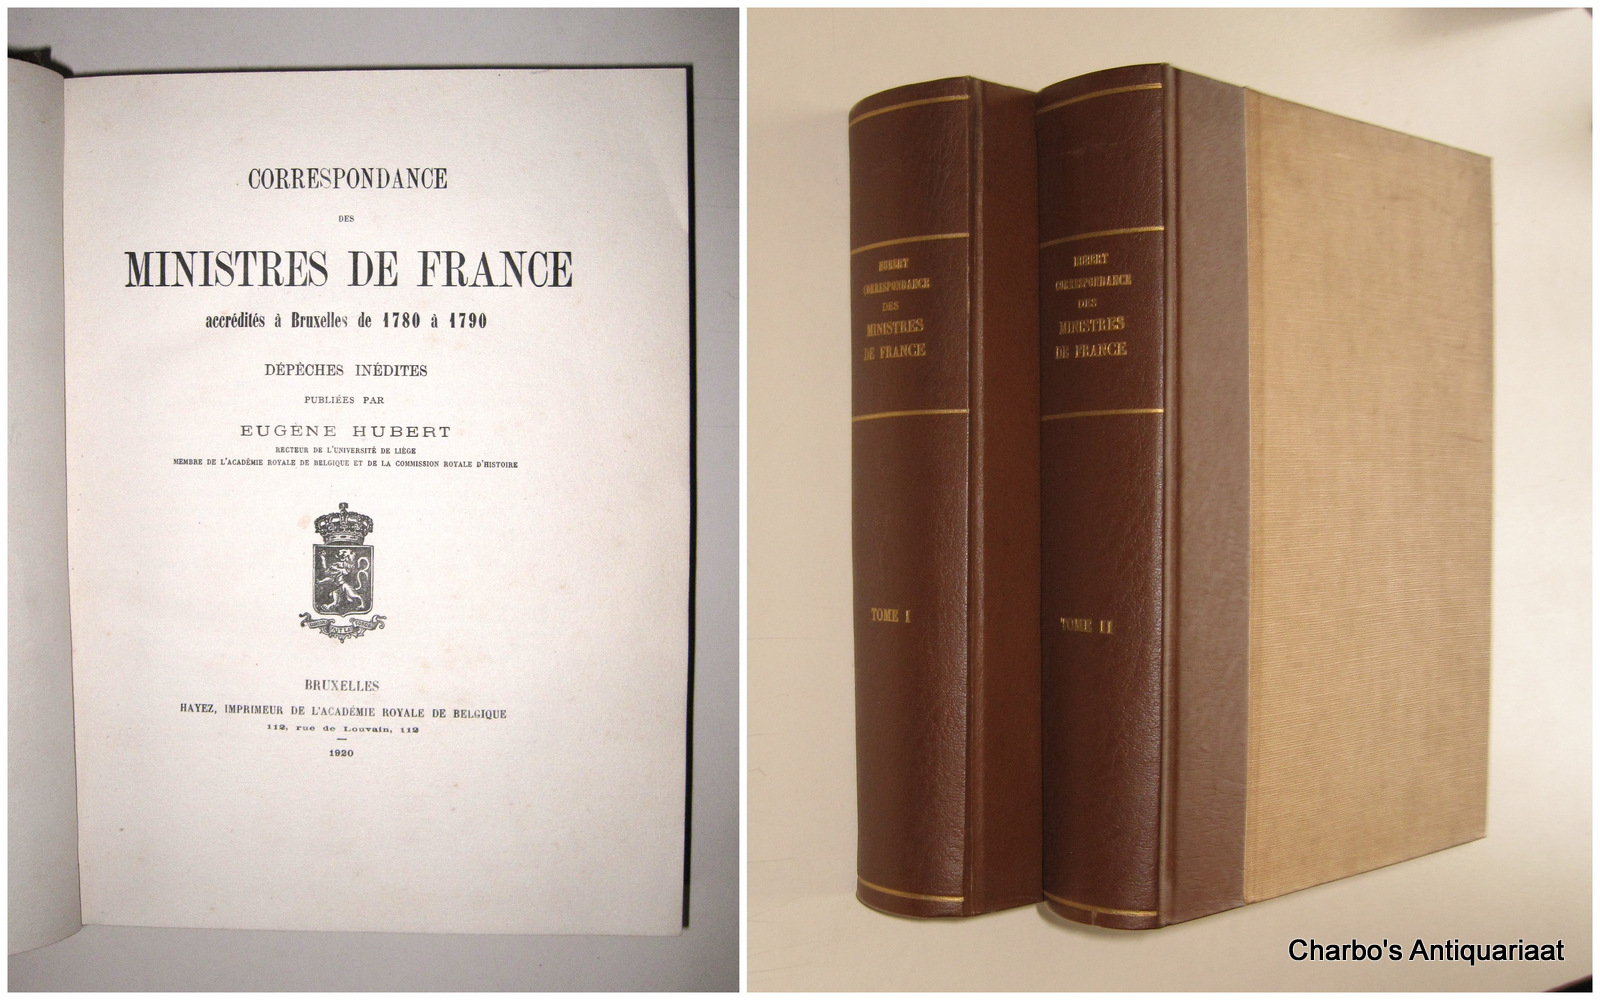 CORRESPONDANCE
DES
MINISTRES DE FRANCE
accrédités à Bruxelles de 1780 à 1790
DÉPÊCHES INÉDITES
PUBLIÉES PAR
EUGÈNE HUBERT
RECTEUR DE L'UNIVERSITÉ DE LIÉGE
MEMBRE DE L'ACADÉMIE ROYALE DE BELGIQUE ET DE LA COMMISSION ROYALE D'HISTOIRE
BRUXELLES
HAYEZ, IMPRIMEUR DE L'ACADÉMIE ROYALE DE BELGIQUE
112, rue de Louvain, 112
1920
HUBERT
CORRESPONDANCE
DES
MINISTRES
DE FRANCE
TOME I
HUBERT
CORRESPONDANCE
DES
MINISTRES
DE FRANCE
TOME II
Charbo's Antiquariaat